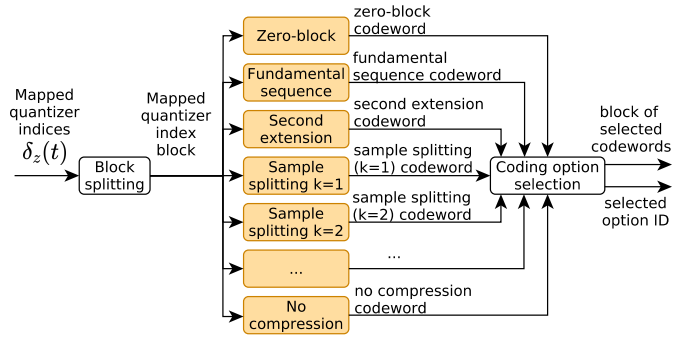 Mapped
quantizer
indices
δz(t)
Block
splitting
Mapped
quantizer
index
block
Zero-block
Fundamental
sequence
Second
extension
Sample
splitting k=1
Sample
splitting k=2
...
No
compression
zero-block
codeword
fundamental
sequence codeword
second extension
codeword
sample splitting
(k=1) codeword
sample splitting
(k=2) codeword
...
no compression
codeword
Coding option
selection
block of
selected
codewords
selected
option ID